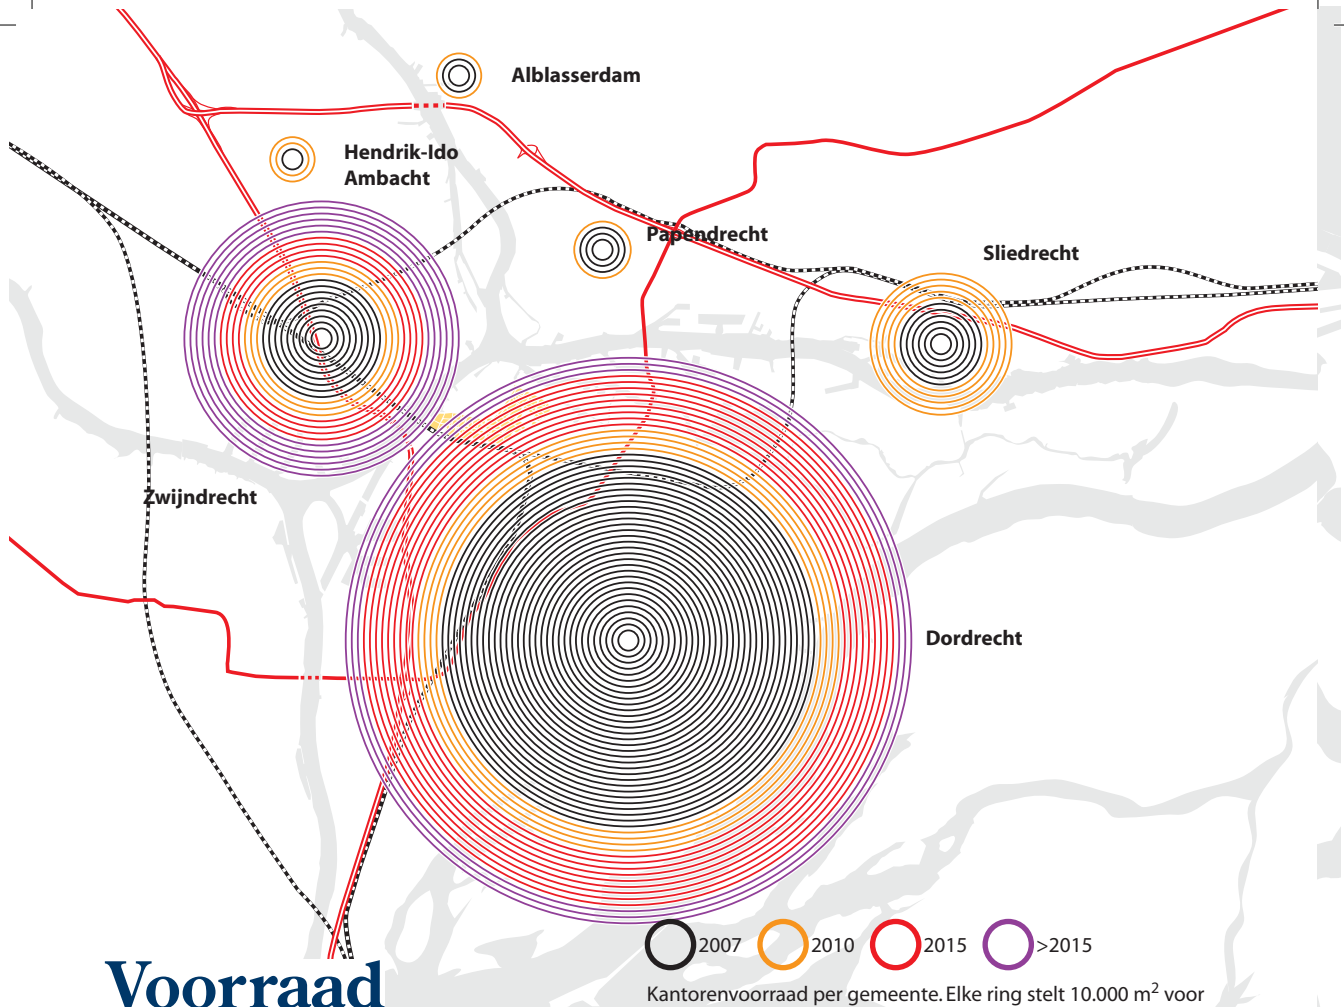 Alblasserdam
Hendrik-Ido
Ambacht
Papendrecht
Sliedrecht
Zwijndrecht
Dordrecht
2007 2010 2015 >2015
Voorraad
Kantorenvoorraad per gemeente. Elke ring stelt 10.000 m² voor